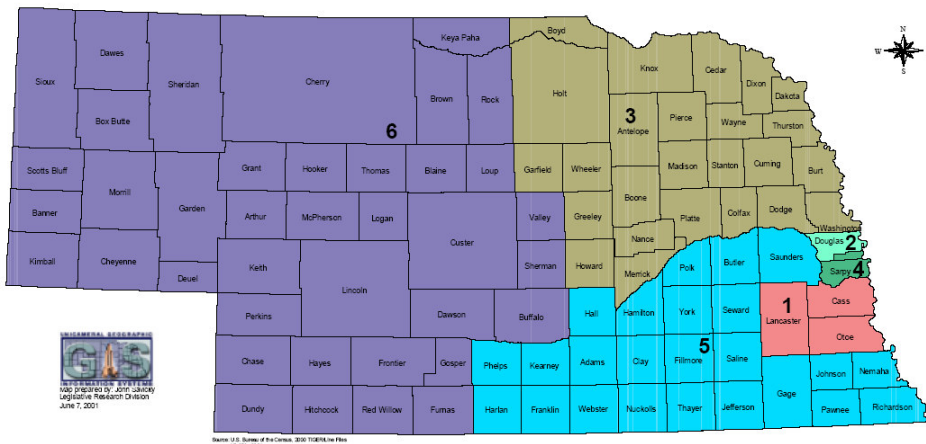 Boyd
Keya Paha
N
Dawes
Knox
Cedar
W
E
Sioux
Sheridan
Cherry
Holt
Dixon
S
Brown
Rock
Dakota
Box Butte
3
Pierce
Wayne
Thurston
6
Antelope
Scotts Bluff
Grant
Hooker
Thomas
Blaine
Loup
Garfield
Wheeler
Madison
Stanton
Cuming
Burt
Morrill
Garden
Boone
Banner
Arthur
McPherson
Logan
Valley
Greeley
Platte
Colfax
Dodge
Custer
Washington
Nance
Douglas
2
Kimball
Cheyenne
Keith
Sherman
Howard
Merrick
Polk
Butler
Saunders
Deuel
Sarpy
4
Lincoln
1
Cass
Perkins
Dawson
Buffalo
Hall
Hamilton
York
Seward
Lancaster
Otoe
5
Chase
Hayes
Frontier
Gosper
Phelps
Kearney
Adams
Clay
Fillmore
Saline
Johnson
Nemaha
Gage
Dundy
Hitchcock
Red Willow
Furnas
Harlan
Franklin
Webster
Nuckolls
Thayer
Jefferson
Pawnee
Richardson
UNICAMERAL GEOGRAPHIC
GIS
INFORMATION SYSTEMS
Map prepared by: John Savicky
Legislative Research Division
June 7, 2001
Source: U.S. Bureau of the Census, 2000 TIGER/Line Files